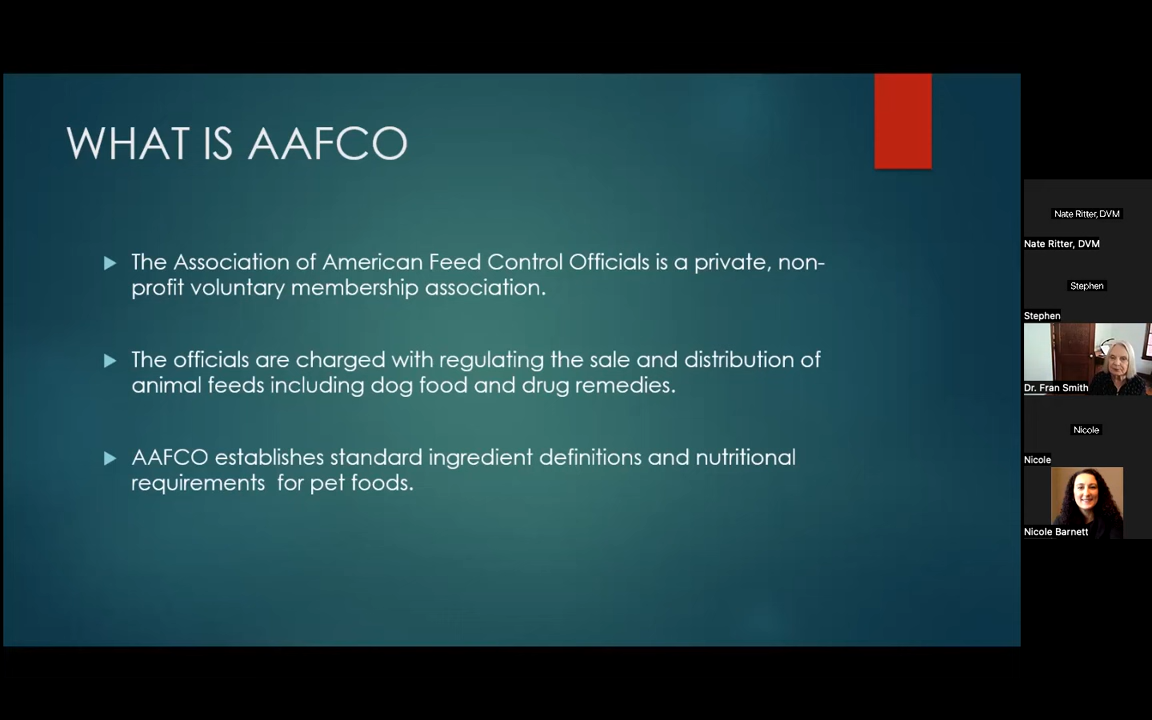 WHAT IS AAFCO
The Association of American Feed Control Officials is a private, non-
profit voluntary membership association.
The officials are charged with regulating the sale and distribution of
animal feeds including dog food and drug remedies.
AAFCO establishes standard ingredient definitions and nutritional
requirements  for pet foods.
Nate Ritter, DVM
Nate Ritter, DVM
Stephen
Stephen
Dr. Fran Smith
Nicole
Nicole
Nicole Barnett